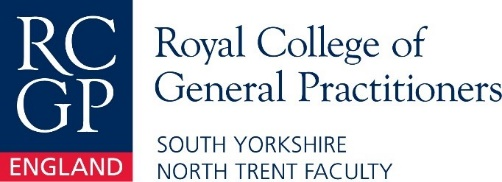 RC
GP
ENGLAND
Royal College of
General Practitioners
SOUTH YORKSHIRE
NORTH TRENT FACULTY